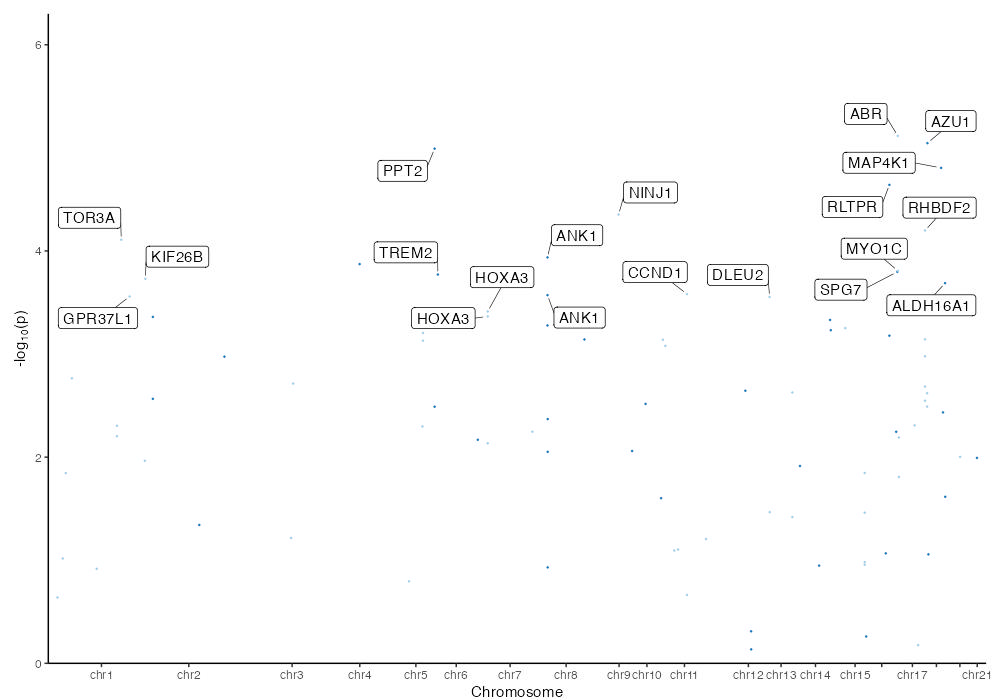 6
ABR
AZU1
MAP4K1
PPT2
NINJ1
RLTPR
RHBDF2
TOR3A
ANK1
4
KIF26B
TREM2
MYO1C
HOXA3
CCND1
DLEU2
SPG7
ALDH16A1
GPR37L1
HOXA3
ANK1
-log10(p)
2
0
chr1 chr2 chr3 chr4 chr5 chr6 chr7 chr8 chr9 chr10 chr11 chr12 chr13 chr14 chr15 chr17 chr21
Chromosome